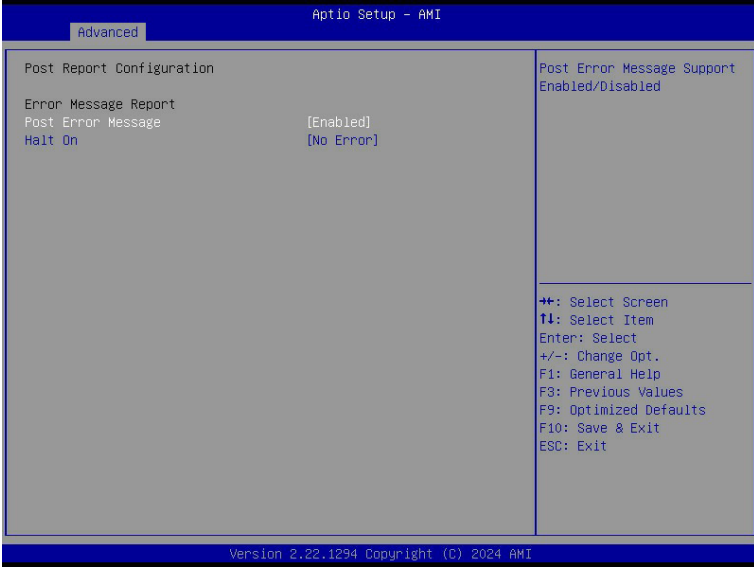 Aptio Setup – AMI
Advanced
Post Report Configuration
Error Message Report
Post Error Message [Enabled]
Halt On [No Error]
Post Error Message Support
Enabled/Disabled
→←: Select Screen
↑↓: Select Item
Enter: Select
+/-: Change Opt.
F1: General Help
F3: Previous Values
F9: Optimized Defaults
F10: Save & Exit
ESC: Exit
Version 2.22.1294 Copyright (C) 2024 AMI